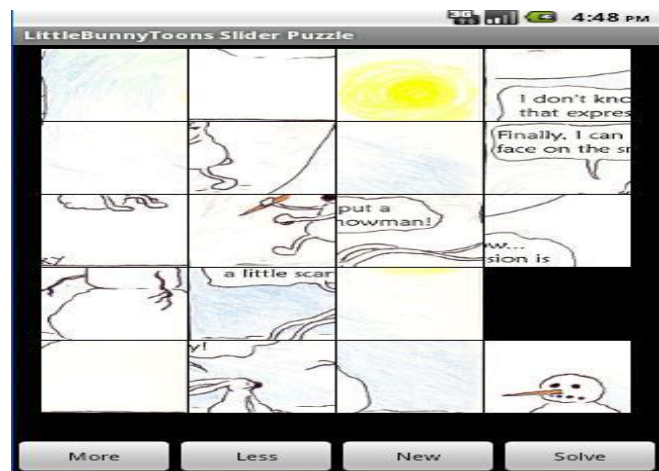 3G 4:48 PM
LittleBunnyToons Slider Puzzle
I don't kno
that expres
Finally, I can
face on the sn
put a
nowman!
w...
sion is
a little scar
y!
More Less New Solve